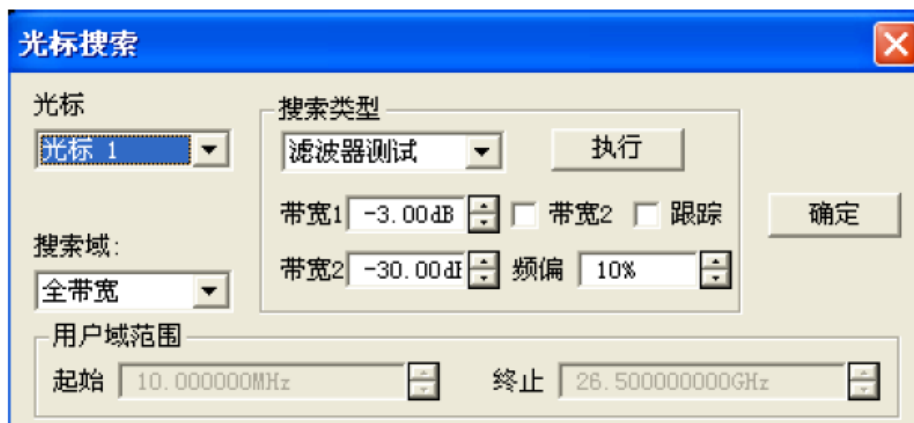 光标搜索
光标
光标 1
搜索类型
滤波器测试
执行
带宽1 -3.00dB 带宽2 跟踪
确定
搜索域:
全带宽
带宽2 -30.00dB 频偏 10%
用户域范围
起始 10.000000MHz 终止 26.500000000GHz